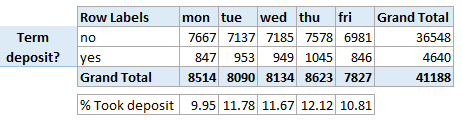 Row Labels mon tue wed thu fri Grand Total
Term deposit? no 7667 7137 7185 7578 6981 36548
yes 847 953 949 1045 846 4640
Grand Total 8514 8090 8134 8623 7827 41188
% Took deposit 9.95 11.78 11.67 12.12 10.81